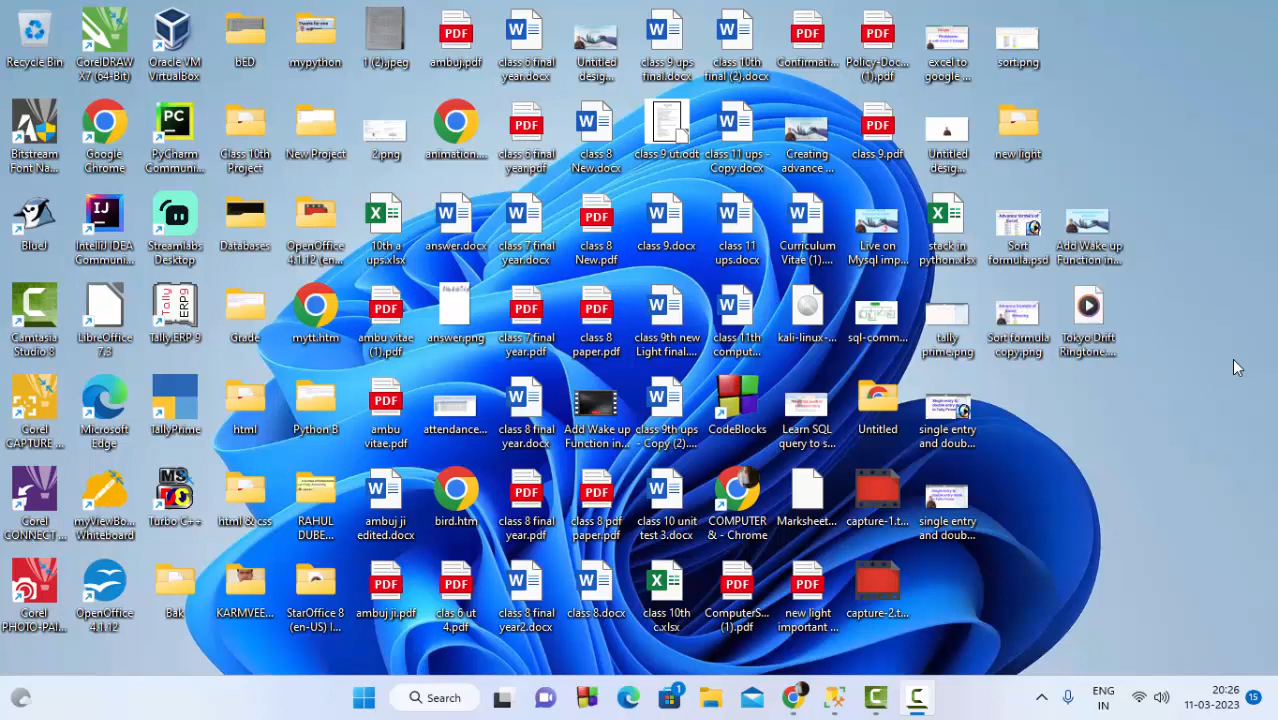 Recycle Bin
CorelDRAW
X7 (64-Bit)
Oracle VM
VirtualBox
bED
mypython
1 (2).jpeg
ambuji.pdf
class 6 final
year.docx
Untitled
desig...
class 9 ups
final.docx
class 10th
final (2).docx
Confirmati...
Policy-Doc...
(1).pdf
excel to
google ...
sort.png
Bitstream
Font Na...
Google
Chrome
PyCharm
Communi...
Class 10th
Project
New Project
2.png
animation....
class 6 final
year.pdf
class 8
New.docx
class 9 ut.odt
class 11 ups -
Copy.docx
Creating
advance ...
class 9.pdf
Untitled
desig...
new light
BlueJ
IntelliJ IDEA
Communi...
Streamlabs
Desktop
Databases
OpenOffice
4.1.12 (en...
10th a
ups.xlsx
answer.docx
class 7 final
year.docx
class 8
New.pdf
class 9.docx
class 11
ups.docx
Curriculum
Vitae (1)....
Live on
Mysql imp...
stack in
python.xlsx
Sort
formula.psd
Add Wake up
Function in...
Camtasia
Studio 8
LibreOffice
7.3
Tally.ERP 9
Grade
mytt.htm
ambu vitae
(1).pdf
answer.png
class 7 final
year.pdf
class 8
paper.pdf
class 9th new
Light final....
class 11th
comput...
kali-linux-...
sql-comm...
tally
prime.png
Sort formula
copy.png
Tokyo Drift
Ringtone....
Corel
CAPTURE ...
Microsoft
Edge
TallyPrime
html
Python B
ambu
vitae.pdf
attendance...
class 8 final
year.docx
Add Wake up
Function in...
class 9th ups
- Copy (2)....
CodeBlocks
Learn SQL
query to s...
Untitled
single entry
and doub...
Corel
CONNECT ...
myViewBo...
Whiteboard
Turbo C++
html & css
RAHUL
DUBE...
ambuj ji
edited.docx
bird.htm
class 8 final
year.pdf
class 8 pdf
paper.pdf
class 10 unit
test 3.docx
COMPUTER
& - Chrome
Marksheet...
capture-1.t...
single entry
and doub...
Corel
PHOTO-PAI...
OpenOffice
4.1.12
Bak
KARMVEE...
StarOffice 8
(en-US) I...
ambuj ji.pdf
clas 6 ut
4.pdf
class 8 final
year2.docx
class 8.docx
class 10th
c.xlsx
ComputerS...
(1).pdf
new light
important ...
capture-2.t...
Search
1
ENG
IN
20:26
11-03-2023
15